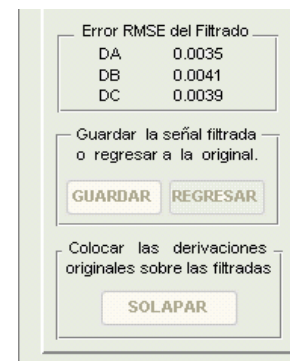 Error RMSE del Filtrado
DA 0.0035
DB 0.0041
DC 0.0039
Guardar la señal filtrada
o regresar a la original.
GUARDAR REGRESAR
Colocar las derivaciones
originales sobre las filtradas
SOLAPAR